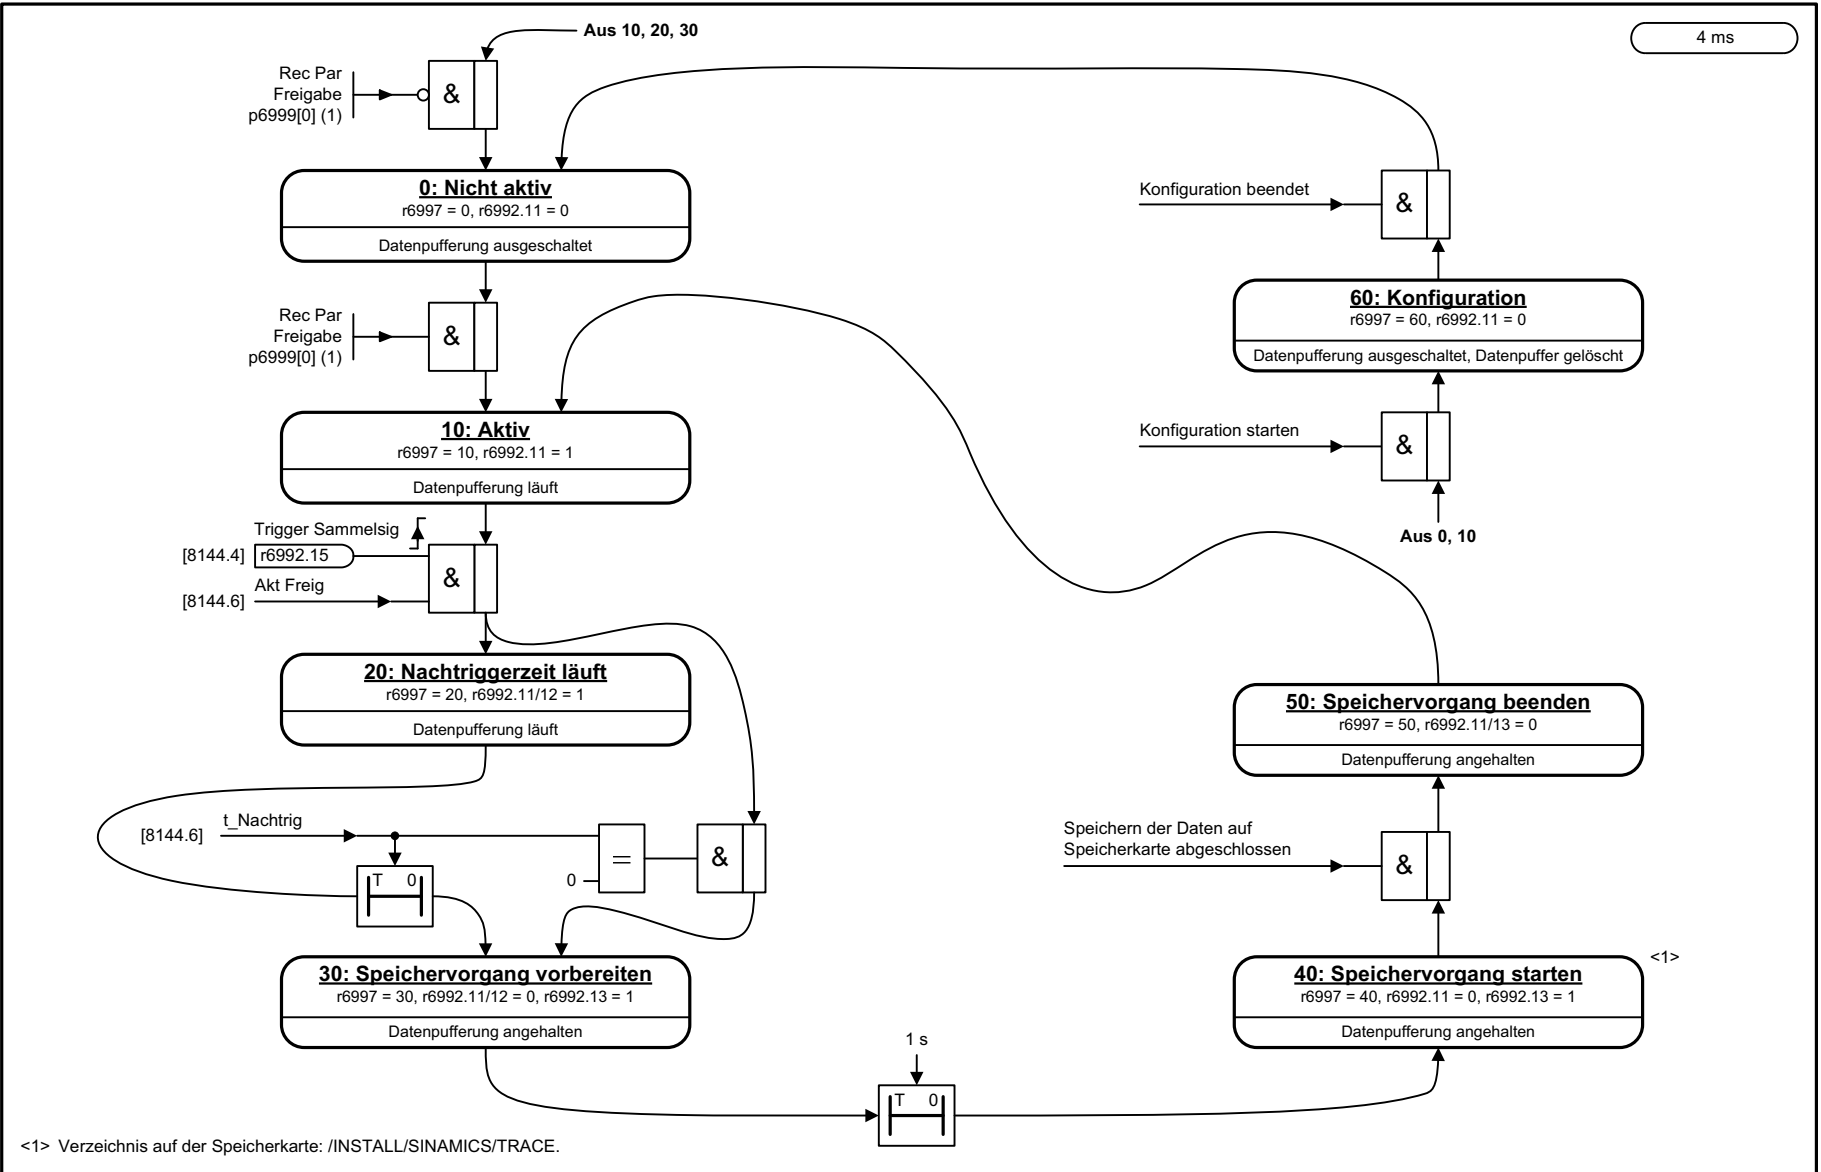 Aus 10, 20, 30
4 ms
Rec Par
Freigabe
p6999[0] (1)
&
0: Nicht aktiv
r6997 = 0, r6992.11 = 0
Datenpufferung ausgeschaltet
Konfiguration beendet
&
60: Konfiguration
r6997 = 60, r6992.11 = 0
Datenpufferung ausgeschaltet, Datenpuffer gelöscht
Rec Par
Freigabe
p6999[0] (1)
&
10: Aktiv
r6997 = 10, r6992.11 = 1
Datenpufferung läuft
Konfiguration starten
&
Aus 0, 10
Trigger Sammelsig
[8144.4] r6992.15
&
Akt Freig
[8144.6]
20: Nachtriggerzeit läuft
r6997 = 20, r6992.11/12 = 1
Datenpufferung läuft
50: Speichervorgang beenden
r6997 = 50, r6992.11/13 = 0
Datenpufferung angehalten
t_Nachtrig
[8144.6]
T 0
0
=
&
Speichern der Daten auf
Speicherkarte abgeschlossen
&
30: Speichervorgang vorbereiten
r6997 = 30, r6992.11/12 = 0, r6992.13 = 1
Datenpufferung angehalten
<1>
40: Speichervorgang starten
r6997 = 40, r6992.11 = 0, r6992.13 = 1
Datenpufferung angehalten
1 s
T 0
<1> Verzeichnis auf der Speicherkarte: /INSTALL/SINAMICS/TRACE.